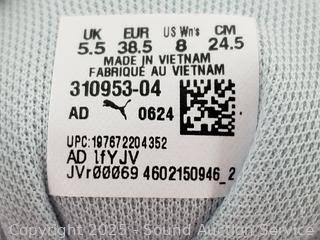 UK EUR US Wn's CM
5.5 38.5 8 24.5
MADE IN VIETNAM
FABRIQUÉ AU VIETNAM
310953-04
AD 0624
UPC:197672204352
AD lfYJV
JVr00069 4602150946_2
Copyright 2025 - Sound Auction Service